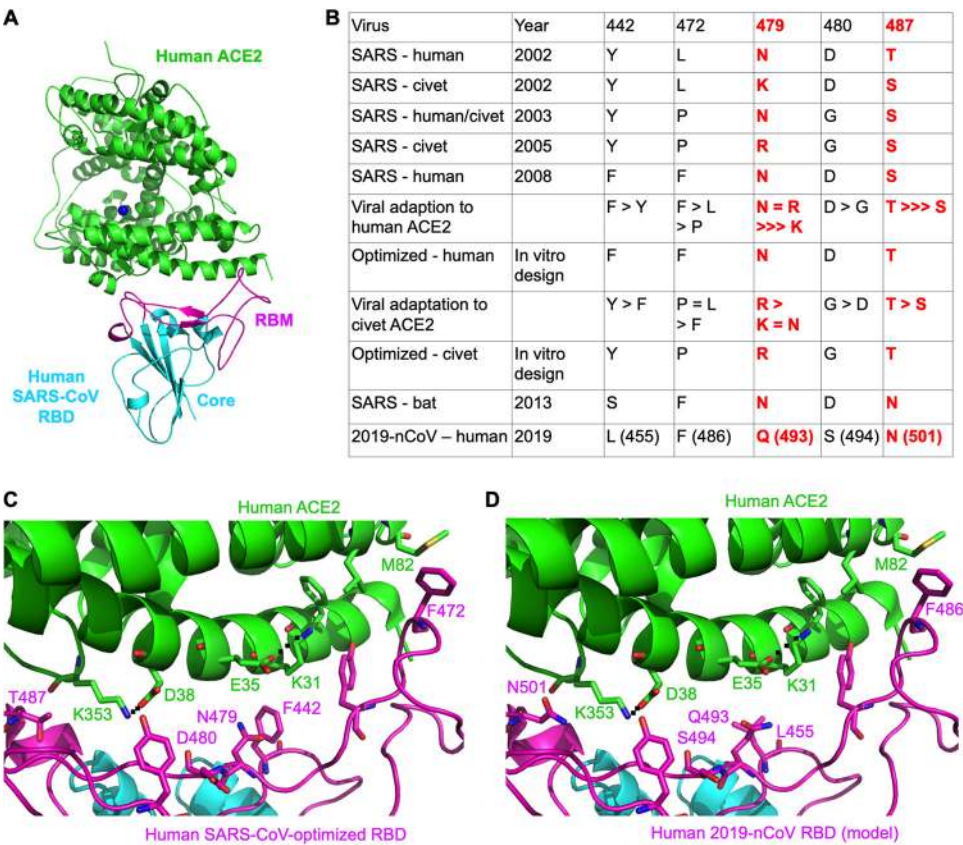 A
Human ACE2
RBM
Human
SARS-CoV
RBD
Core
B
Virus Year 442 472 479 480 487
SARS - human 2002 Y L N D T
SARS - civet 2002 Y L K D S
SARS - human/civet 2003 Y P N G S
SARS - civet 2005 Y P R G S
SARS - human 2008 F F N D S
Viral adaption to F > Y F > L N = R D > G T >>> S
human ACE2 > P >>> K
Optimized - human In vitro F F N D T
design
Viral adaptation to Y > F P = L R > G > D T > S
civet ACE2 > F K = N
Optimized - civet In vitro Y P R G T
design
SARS - bat 2013 S F N D N
2019-nCoV – human 2019 L (455) F (486) Q (493) S (494) N (501)
C
Human ACE2
M82
F472
E35
K31
D38
K353
T487
N479
F442
D480
Human SARS-CoV-optimized RBD
D
Human ACE2
M82
F486
E35
K31
D38
K353
N501
Q493
S494
L455
Human 2019-nCoV RBD (model)